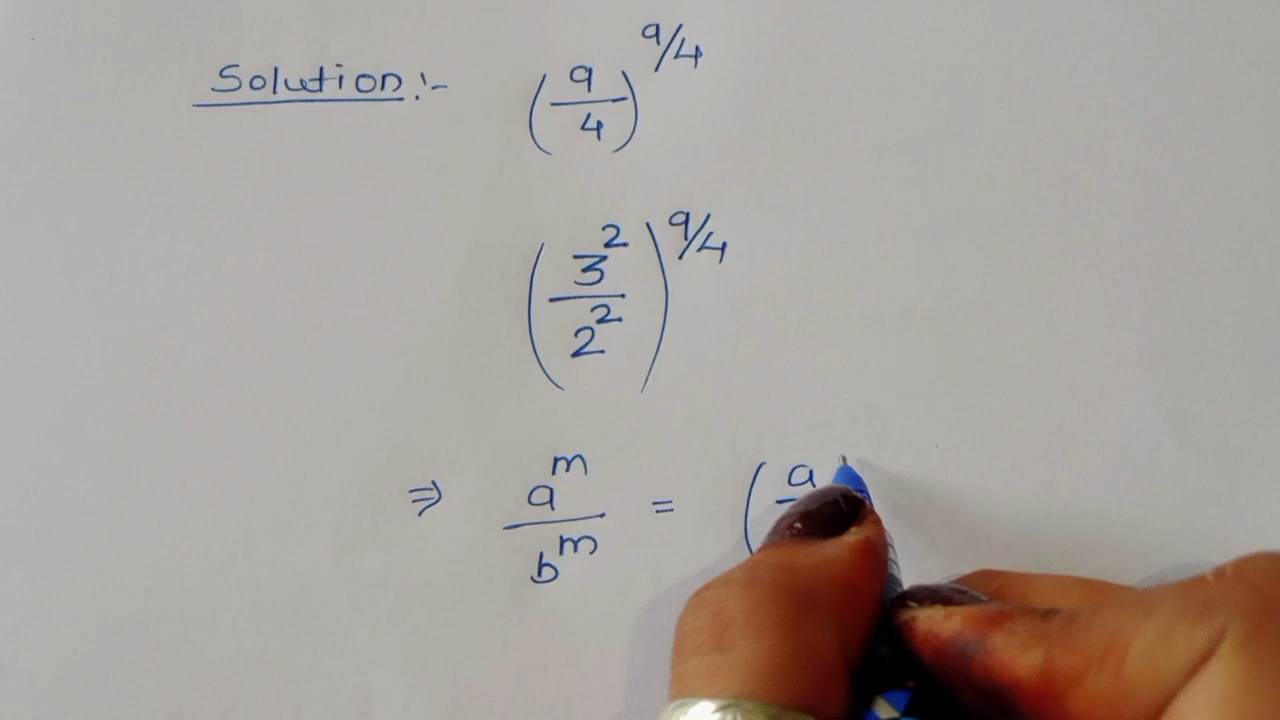 Solution :- (9/4)^9/4
(3^2/2^2)^9/4
⇒ a^m/b^m = (a